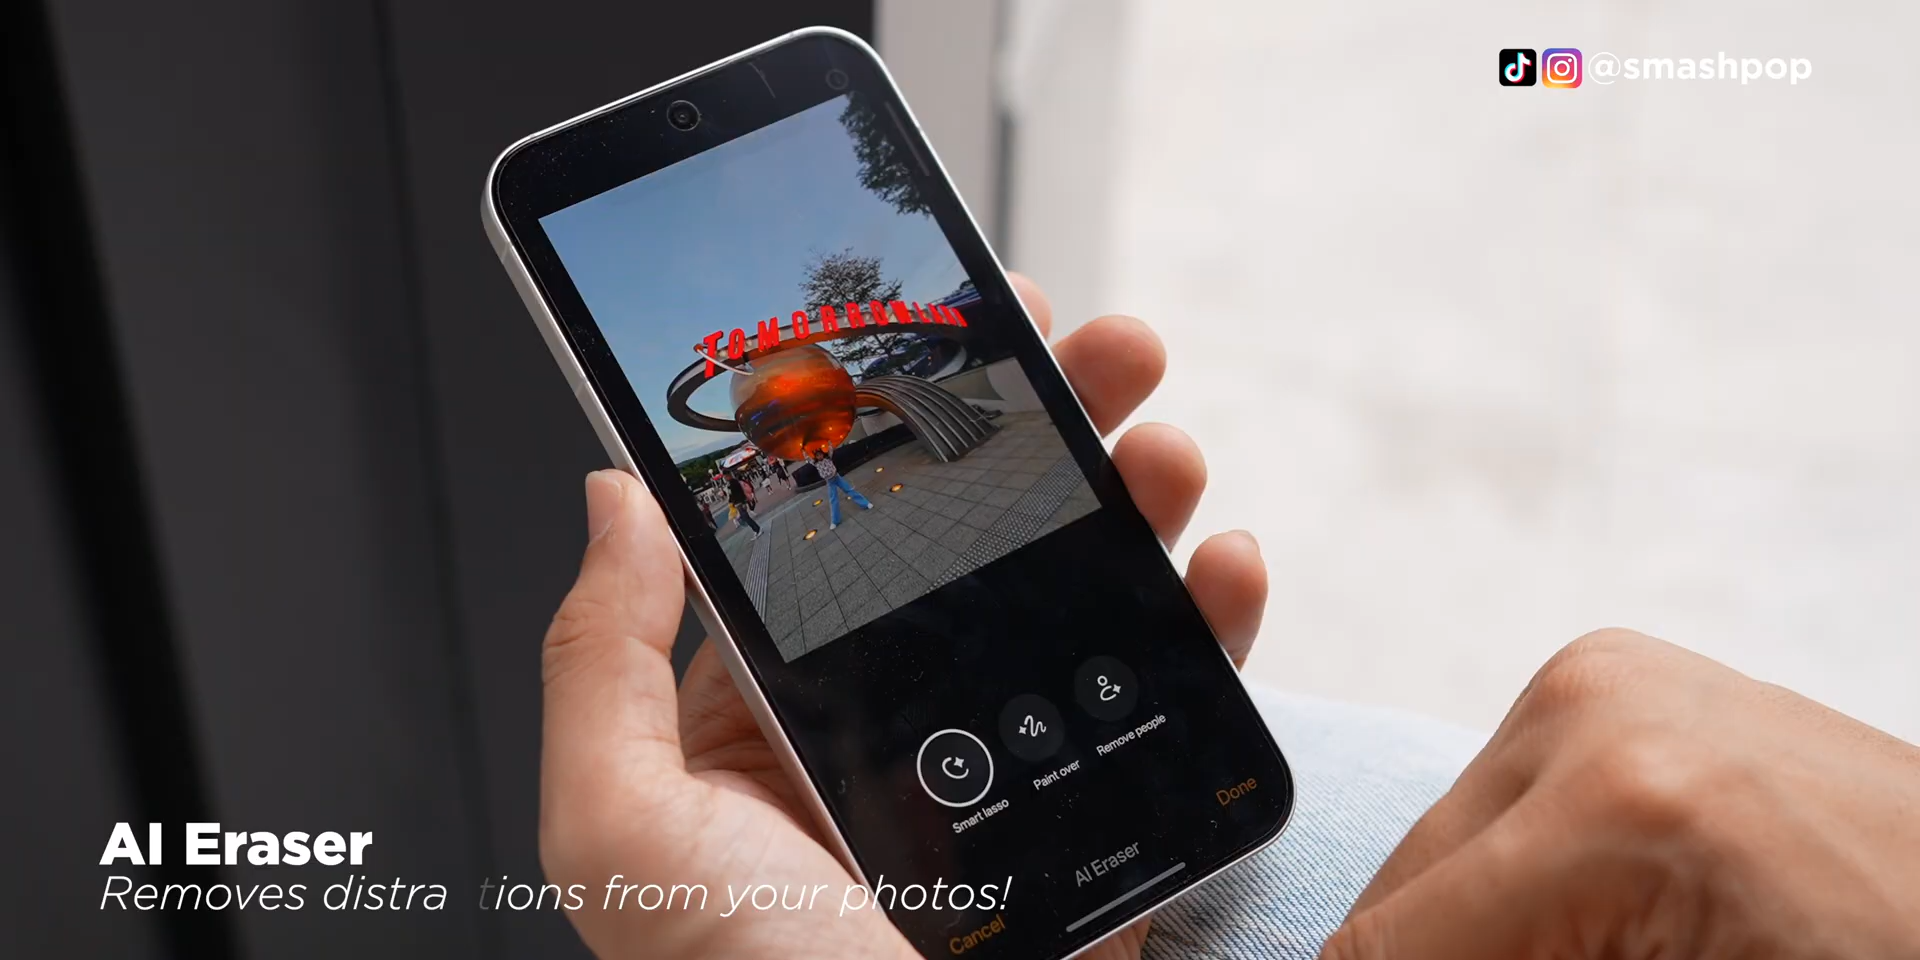 @smashpop
TOMORROWLAND
Smart lasso
Paint over
Remove people
Done
AI Eraser
Cancel
AI Eraser
Removes distra tions from your photos!